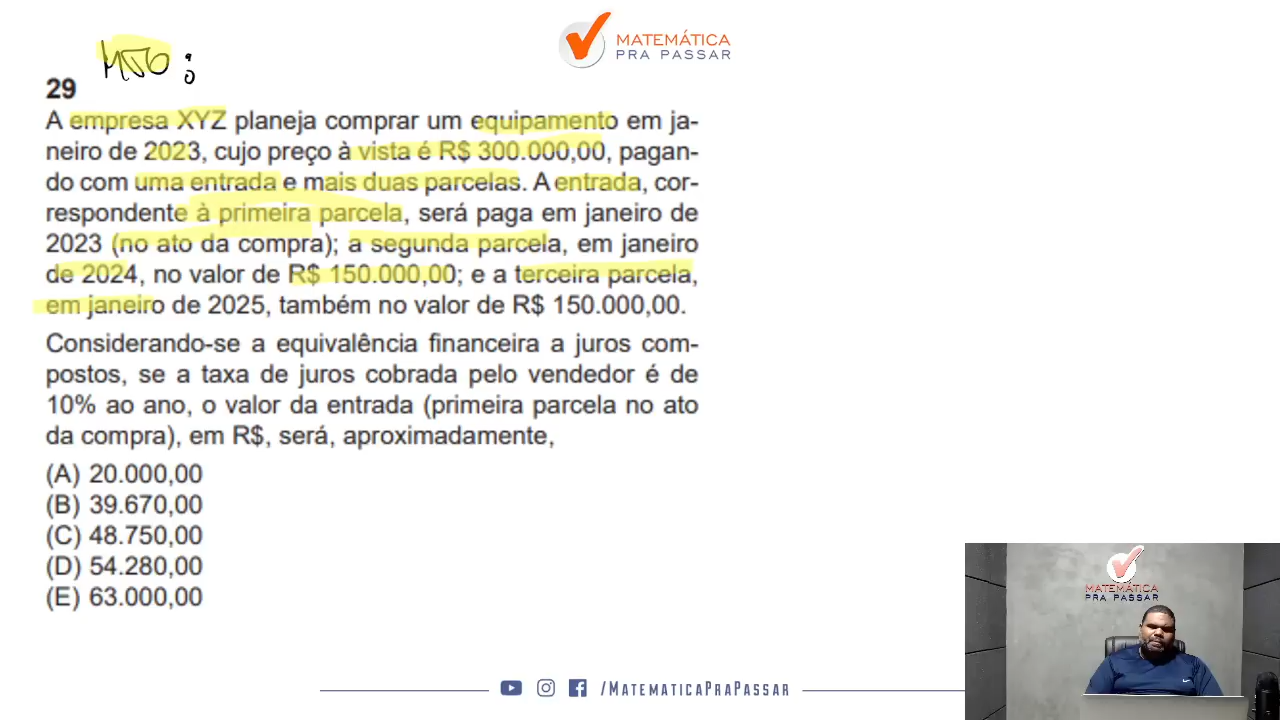 MATEMÁTICA
PRA PASSAR
29
A empresa XYZ planeja comprar um equipamento em ja-
neiro de 2023, cujo preço à vista é R$ 300.000,00, pagan-
do com uma entrada e mais duas parcelas. A entrada, cor-
respondente à primeira parcela, será paga em janeiro de
2023 (no ato da compra); a segunda parcela, em janeiro
de 2024, no valor de R$ 150.000,00; e a terceira parcela,
em janeiro de 2025, também no valor de R$ 150.000,00.
Considerando-se a equivalência financeira a juros com-
postos, se a taxa de juros cobrada pelo vendedor é de
10% ao ano, o valor da entrada (primeira parcela no ato
da compra), em R$, será, aproximadamente,
(A) 20.000,00
(B) 39.670,00
(C) 48.750,00
(D) 54.280,00
(E) 63.000,00
MATEMÁTICA
PRA PASSAR
/MATEMATICAPRAPASSAR